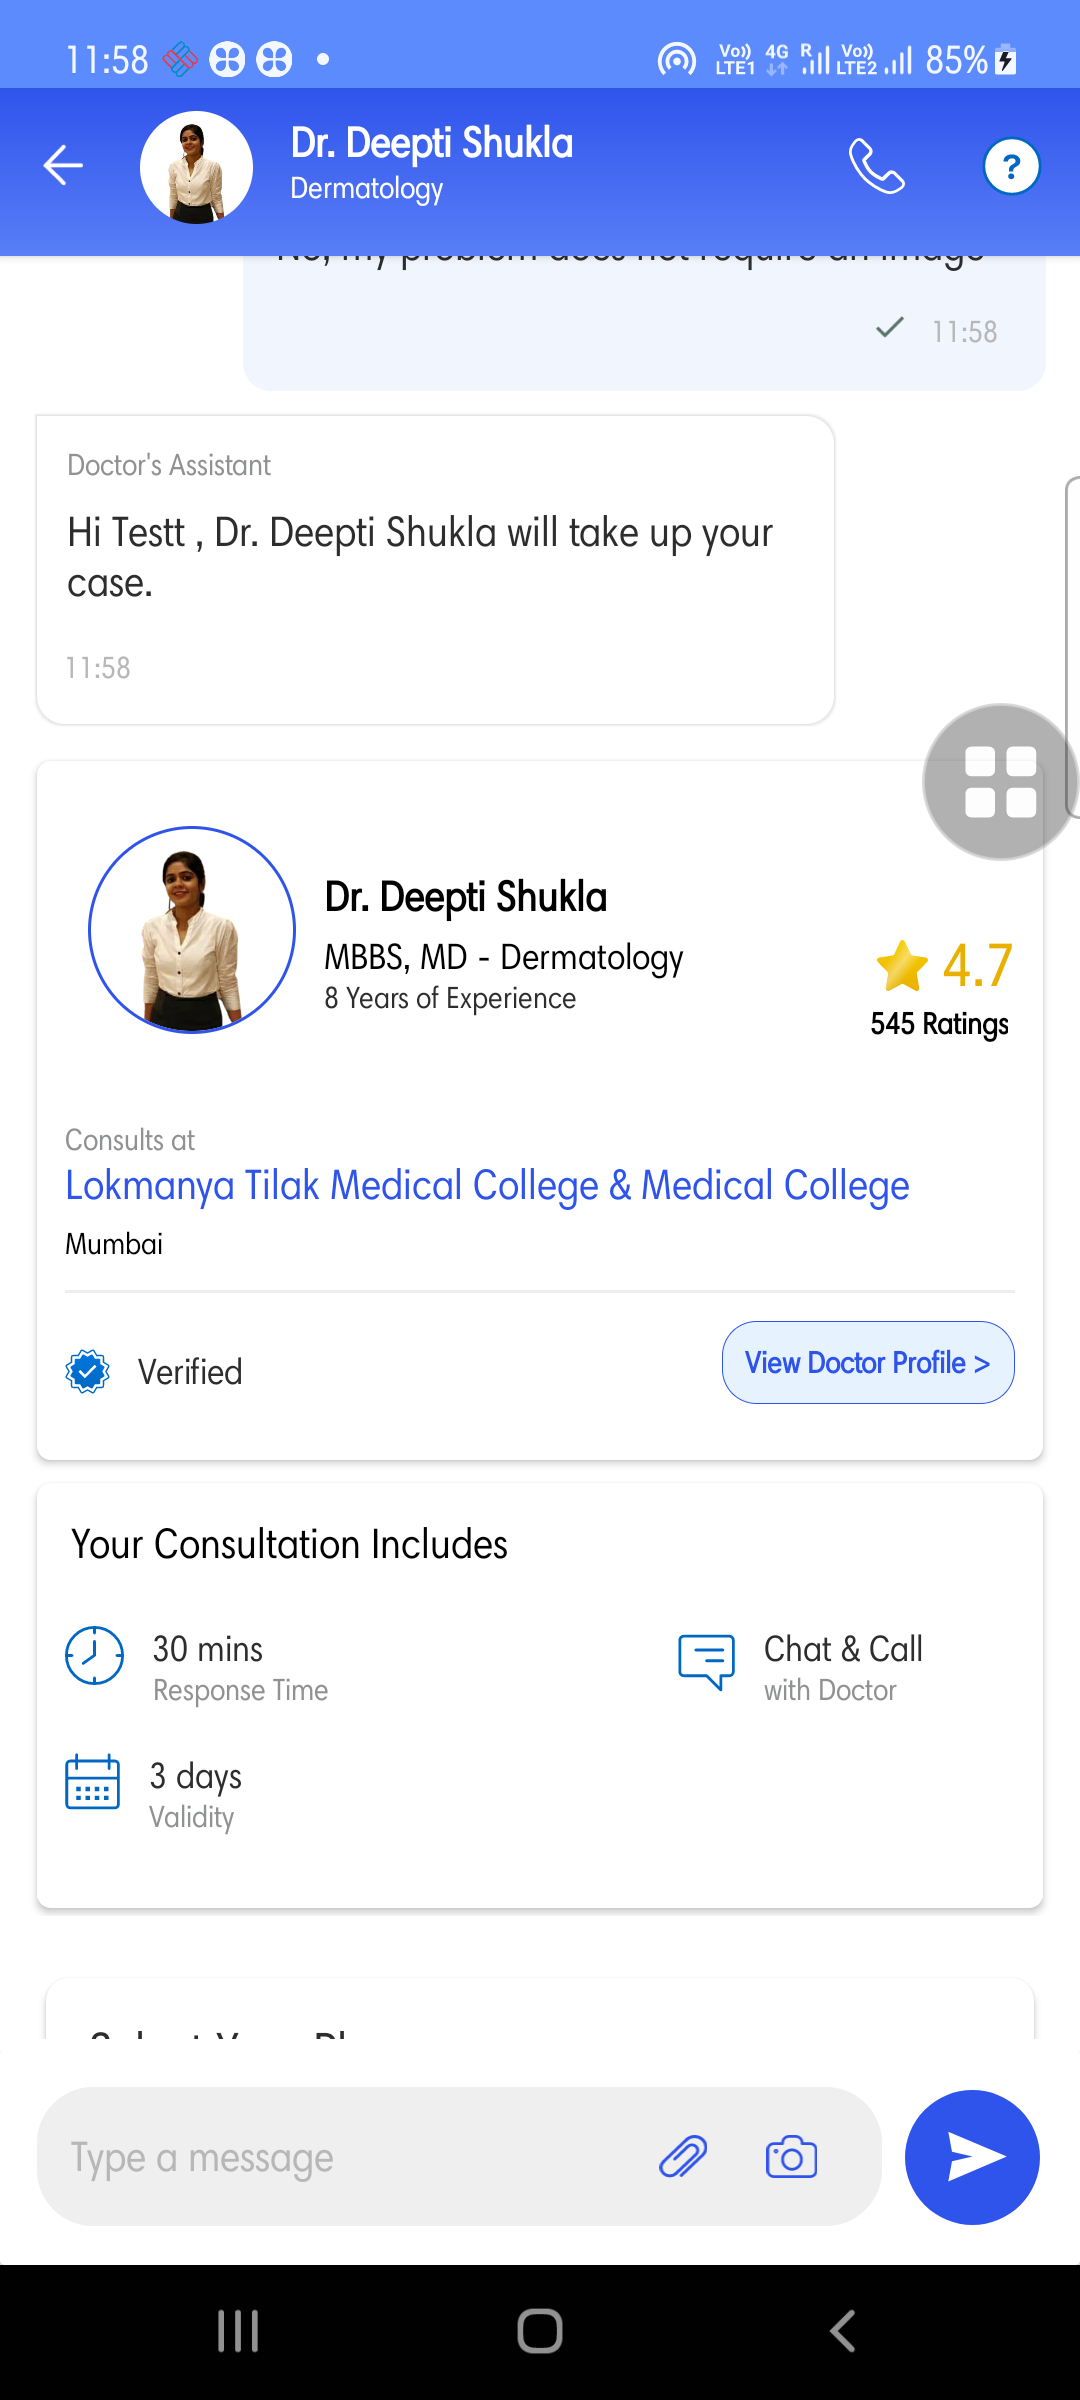 11:58
Vo)) LTE1 4G R Vo)) LTE2 85%
Dr. Deepti Shukla
Dermatology
?
No, my problem does not require an image
11:58
Doctor's Assistant
Hi Testt , Dr. Deepti Shukla will take up your
case.
11:58
Dr. Deepti Shukla
MBBS, MD - Dermatology
8 Years of Experience
4.7
545 Ratings
Consults at
Lokmanya Tilak Medical College & Medical College
Mumbai
Verified
View Doctor Profile >
Your Consultation Includes
30 mins
Response Time
Chat & Call
with Doctor
3 days
Validity
Type a message